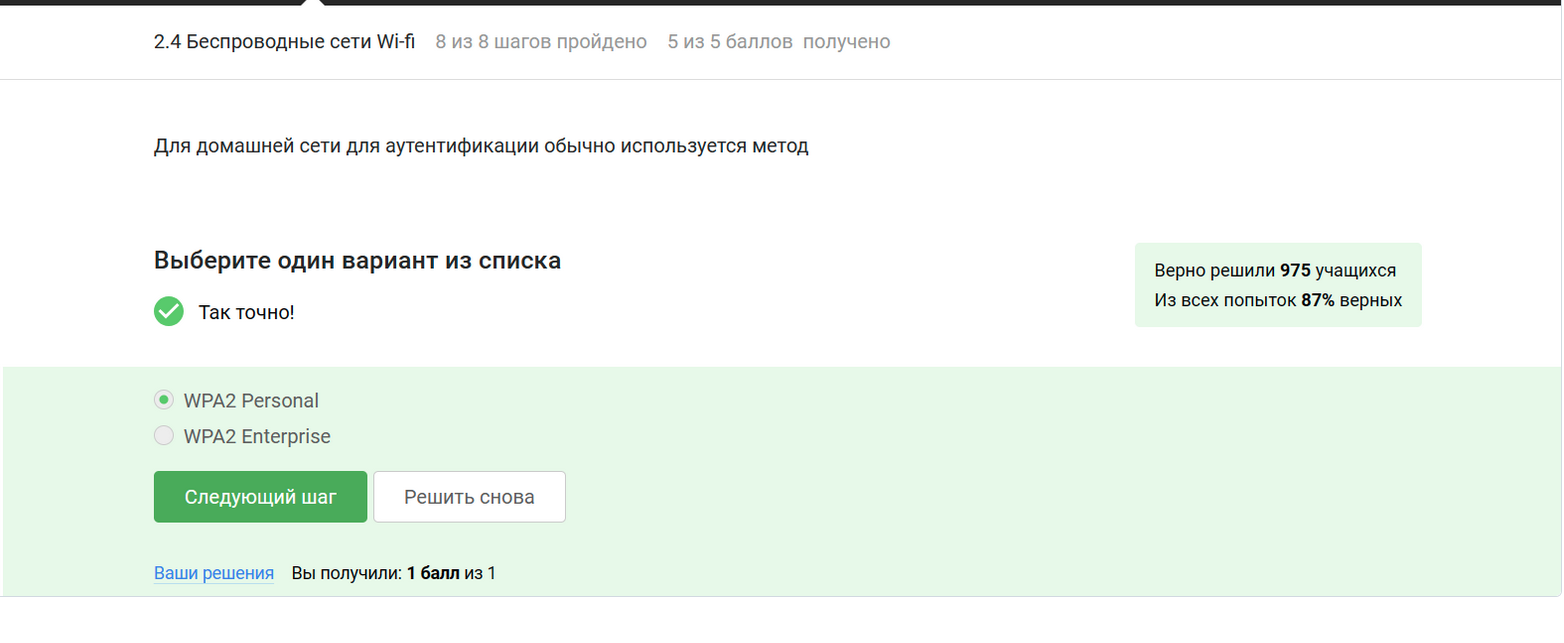 2.4 Беспроводные сети Wi-fi 8 из 8 шагов пройдено 5 из 5 баллов получено
Для домашней сети для аутентификации обычно используется метод
Выберите один вариант из списка
Так точно!
Верно решили 975 учащихся
Из всех попыток 87% верных
WPA2 Personal
WPA2 Enterprise
Следующий шаг Решить снова
Ваши решения Вы получили: 1 балл из 1